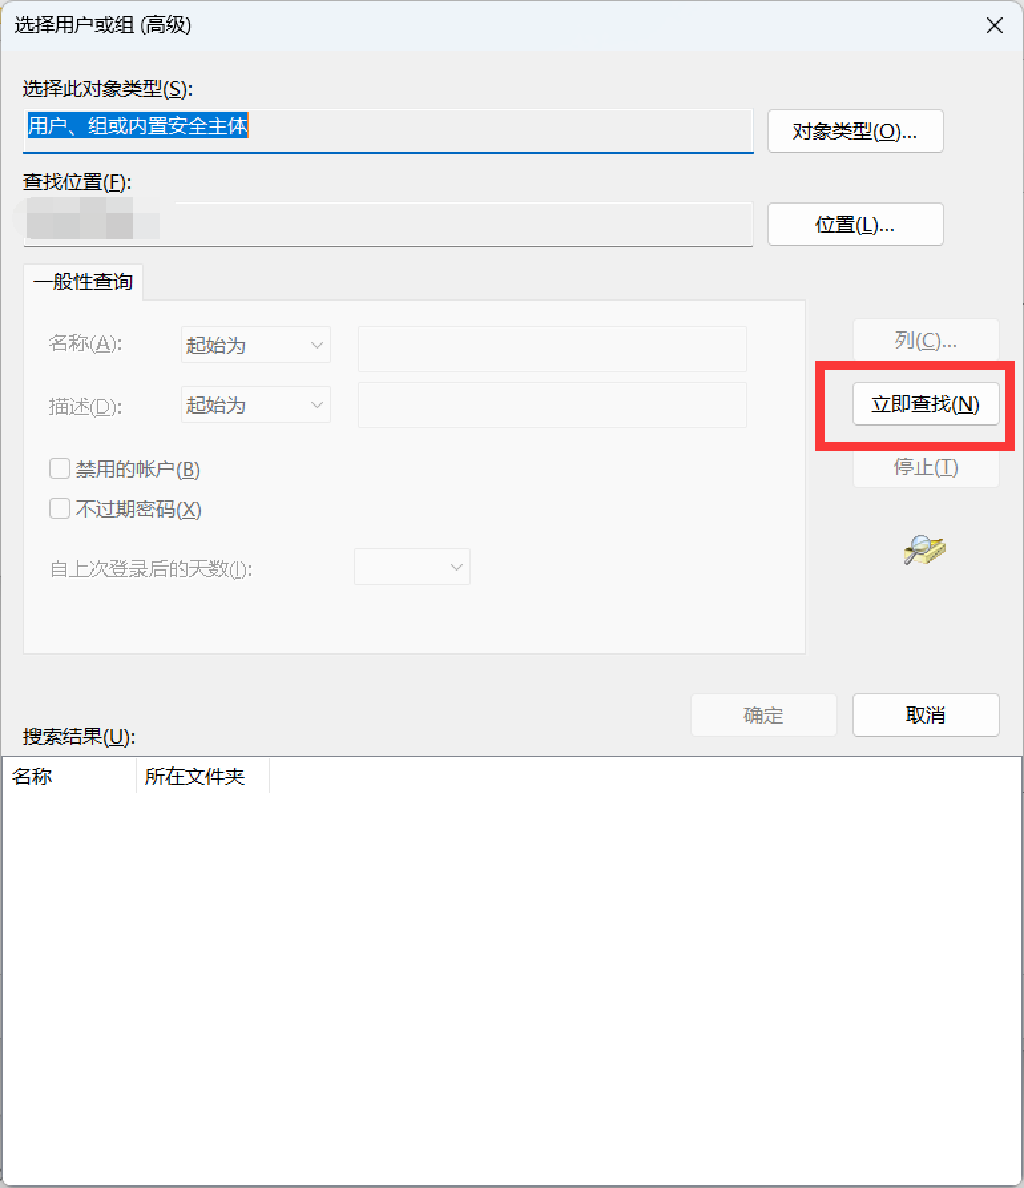 选择用户或组 (高级)
选择此对象类型(S):
用户、组或内置安全主体
对象类型(O)...
查找位置(F):
位置(L)...
一般性查询
名称(A):
起始为
列(C)...
描述(D):
起始为
立即查找(N)
停止(T)
禁用的帐户(B)
不过期密码(X)
自上次登录后的天数(I):
确定
取消
搜索结果(U):
名称
所在文件夹